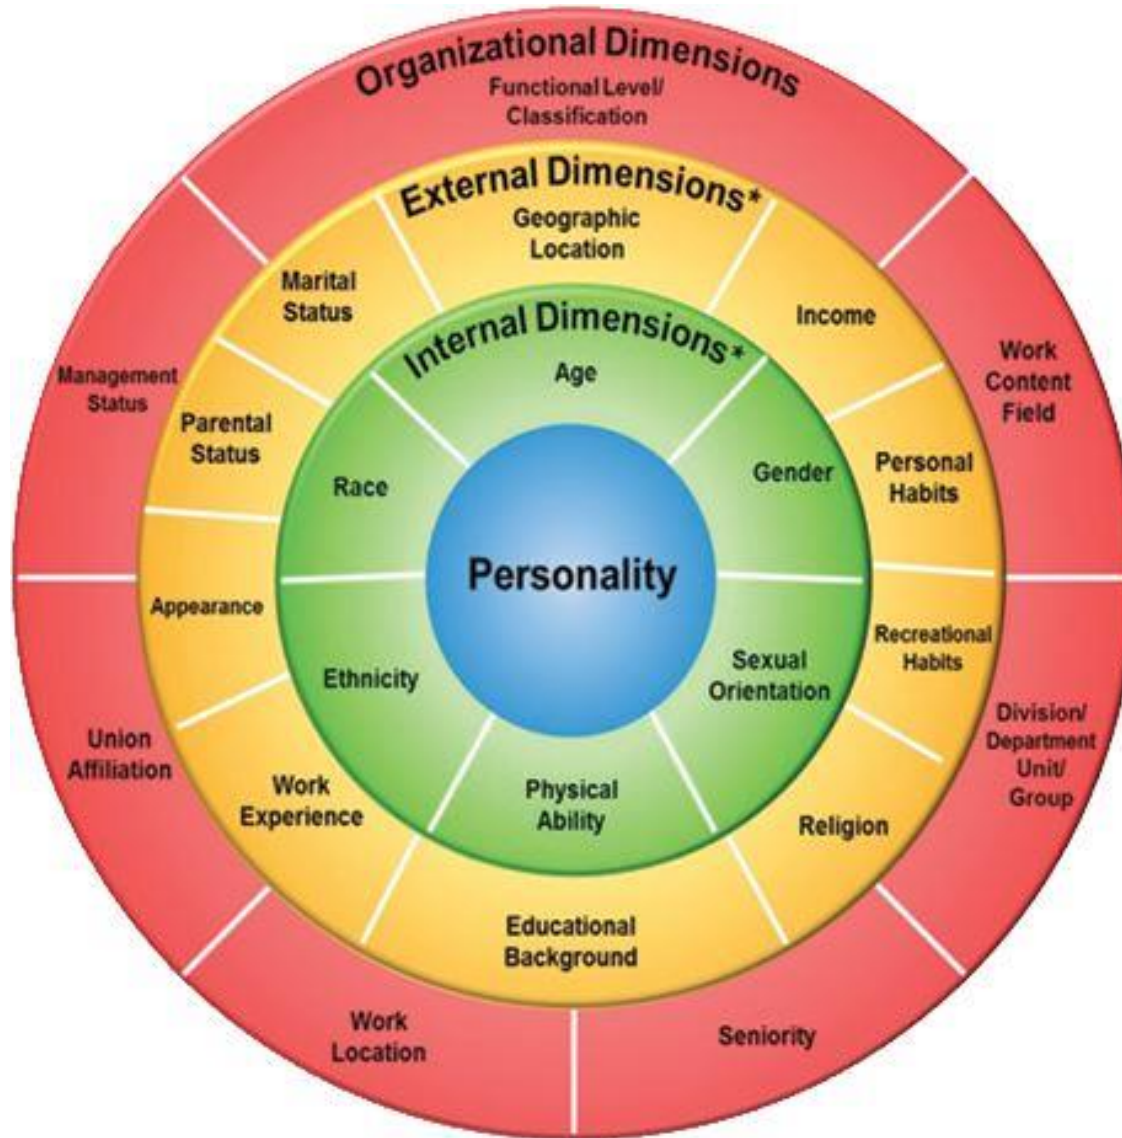 Organizational Dimensions
Functional Level/
Classification
External Dimensions*
Geographic
Location
Marital
Status
Income
Internal Dimensions*
Age
Management
Status
Work
Content
Field
Parental
Status
Personal
Habits
Race
Gender
Personality
Appearance
Recreational
Habits
Ethnicity
Sexual
Orientation
Union
Affiliation
Division/
Department
Unit/
Group
Work
Experience
Physical
Ability
Religion
Educational
Background
Work
Location
Seniority